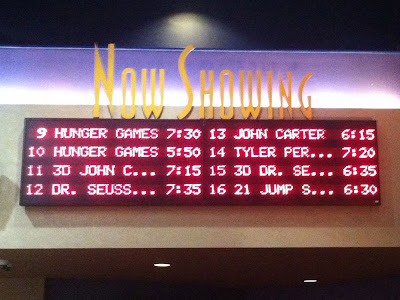 NOW SHOWING
9 HUNGER GAMES 7:30 13 JOHN CARTER 6:15
10 HUNGER GAMES 5:50 14 TYLER PER... 7:20
11 3D JOHN C... 7:15 15 3D DR. SE... 6:35
12 DR. SEUSS... 7:35 16 21 JUMP S... 6:30